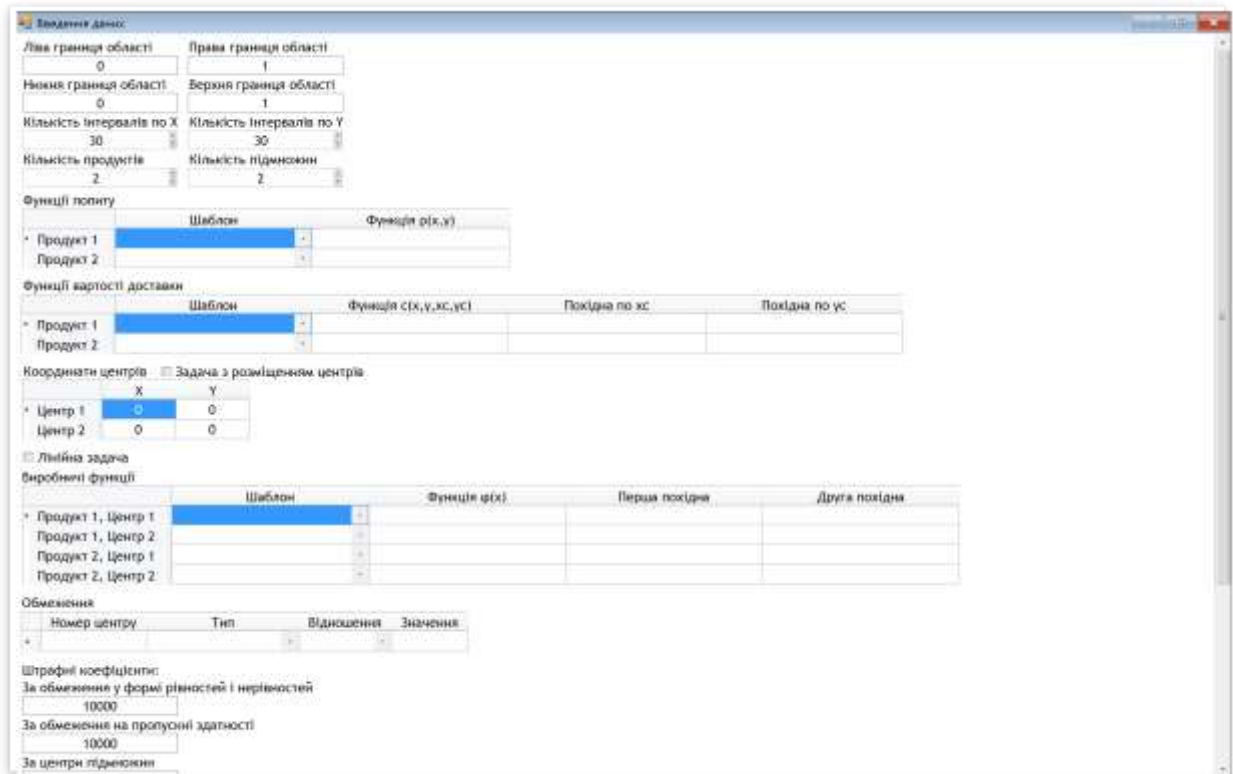 Введення даних
Ліва границя області Права границя області
0 1
Нижня границя області Верхня границя області
0 1
Кількість інтервалів по X Кількість інтервалів по Y
30 30
Кількість продуктів Кількість підмножин
2 2
Функції попиту
Шаблон Функція ρ(x,y)
Продукт 1
Продукт 2
Функції вартості доставки
Шаблон Функція c(x,y,xc,yc) Похідна по xc Похідна по yc
Продукт 1
Продукт 2
Координати центрів Задача з розміщенням центрів
X Y
Центр 1 0 0
Центр 2 0 0
Лінійна задача
Виробничі функції
Шаблон Функція φ(x) Перша похідна Друга похідна
Продукт 1, Центр 1
Продукт 1, Центр 2
Продукт 2, Центр 1
Продукт 2, Центр 2
Обмеження
Номер центру Тип Відношення Значення
Штрафні коефіцієнти:
За обмеження у формі рівностей і нерівностей
10000
За обмеження на пропускні здатності
10000
За центри підмножин